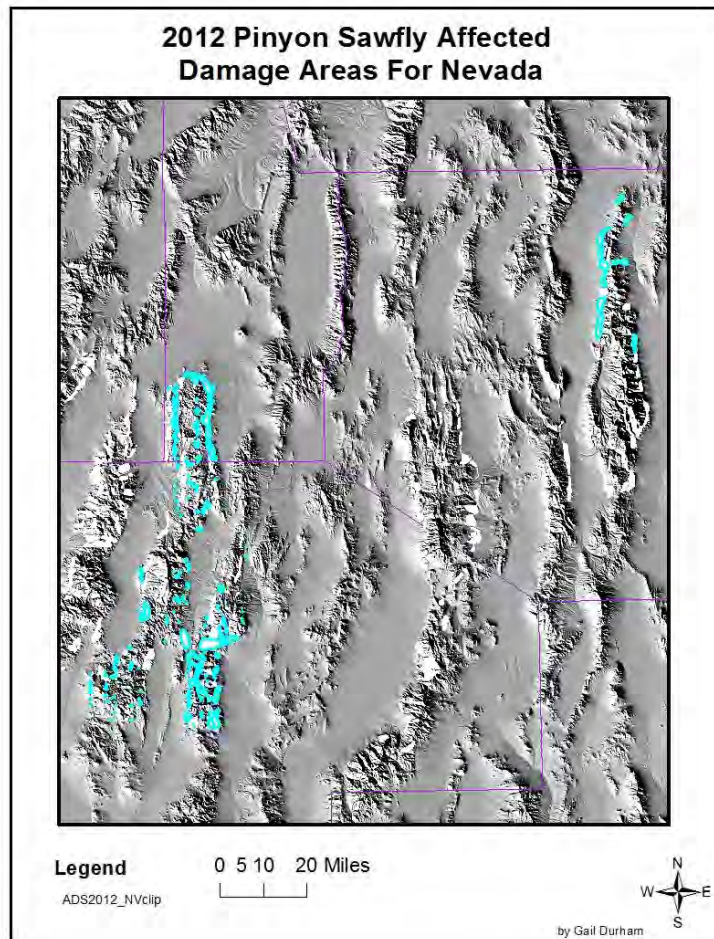 2012 Pinyon Sawfly Affected
Damage Areas For Nevada
Legend
0 5 10 20 Miles
ADS2012_NVclip
N
W E
S
by Gail Durham